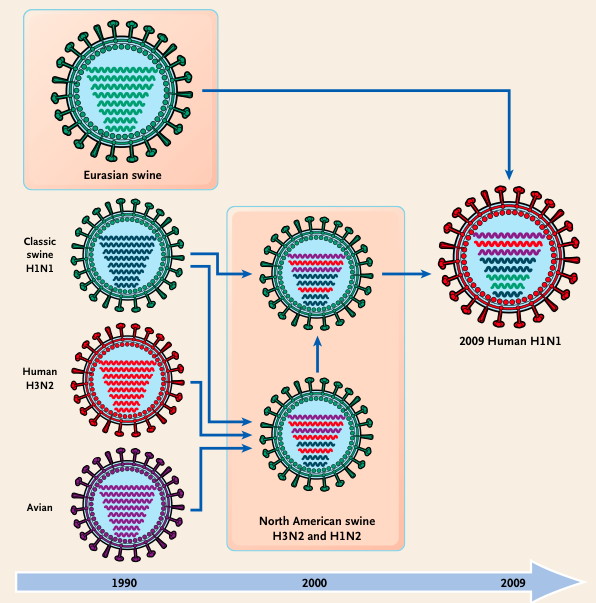 Eurasian swine
Classic
swine
H1N1
2009 Human H1N1
Human
H3N2
Avian
North American swine
H3N2 and H1N2
1990
2000
2009